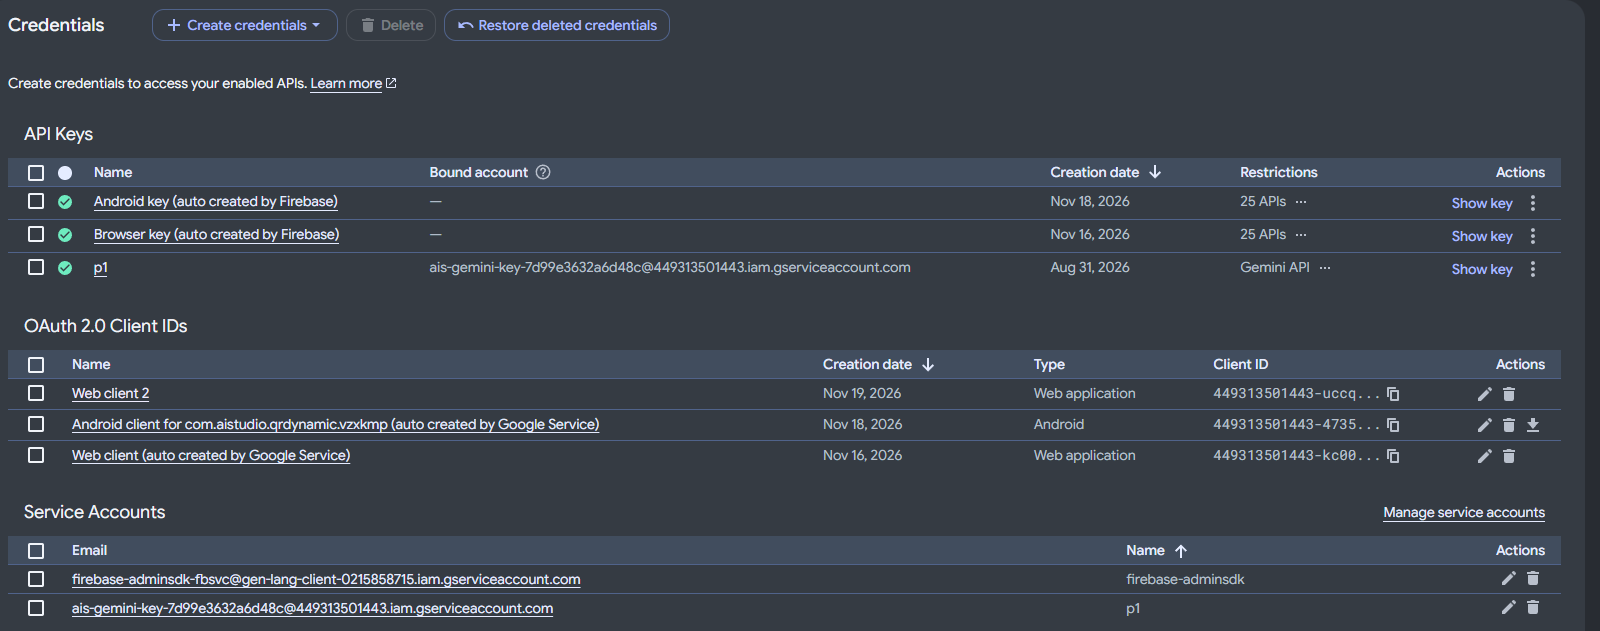 Credentials + Create credentials Delete Restore deleted credentials
Create credentials to access your enabled APIs. Learn more
API Keys
Name Bound account Creation date Restrictions Actions
Android key (auto created by Firebase) — Nov 18, 2026 25 APIs ··· Show key
Browser key (auto created by Firebase) — Nov 16, 2026 25 APIs ··· Show key
p1 ais-gemini-key-7d99e3632a6d48c@449313501443.iam.gserviceaccount.com Aug 31, 2026 Gemini API ··· Show key
OAuth 2.0 Client IDs
Name Creation date Type Client ID Actions
Web client 2 Nov 19, 2026 Web application 449313501443-uccq...
Android client for com.aistudio.qrdynamic.vzxkmp (auto created by Google Service) Nov 18, 2026 Android 449313501443-4735...
Web client (auto created by Google Service) Nov 16, 2026 Web application 449313501443-kc00...
Service Accounts Manage service accounts
Email Name Actions
firebase-adminsdk-fbsvc@gen-lang-client-0215858715.iam.gserviceaccount.com firebase-adminsdk
ais-gemini-key-7d99e3632a6d48c@449313501443.iam.gserviceaccount.com p1